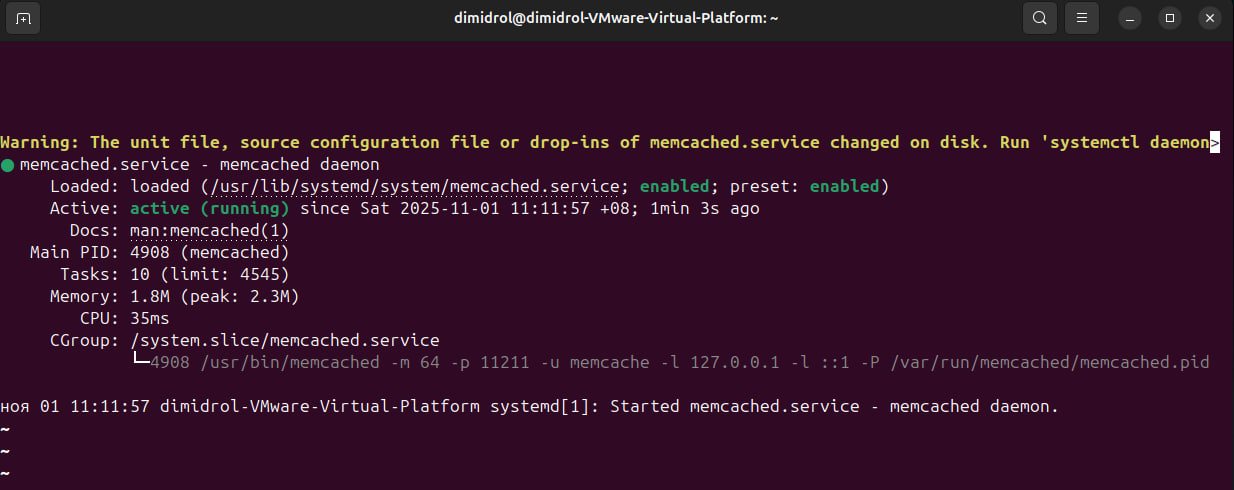 dimidrol@dimidrol-VMware-Virtual-Platform: ~
Warning: The unit file, source configuration file or drop-ins of memcached.service changed on disk. Run 'systemctl daemon>
● memcached.service - memcached daemon
Loaded: loaded (/usr/lib/systemd/system/memcached.service; enabled; preset: enabled)
Active: active (running) since Sat 2025-11-01 11:11:57 +08; 1min 3s ago
Docs: man:memcached(1)
Main PID: 4908 (memcached)
Tasks: 10 (limit: 4545)
Memory: 1.8M (peak: 2.3M)
CPU: 35ms
CGroup: /system.slice/memcached.service
└─4908 /usr/bin/memcached -m 64 -p 11211 -u memcache -l 127.0.0.1 -l ::1 -P /var/run/memcached/memcached.pid
ноя 01 11:11:57 dimidrol-VMware-Virtual-Platform systemd[1]: Started memcached.service - memcached daemon.
~
~
~